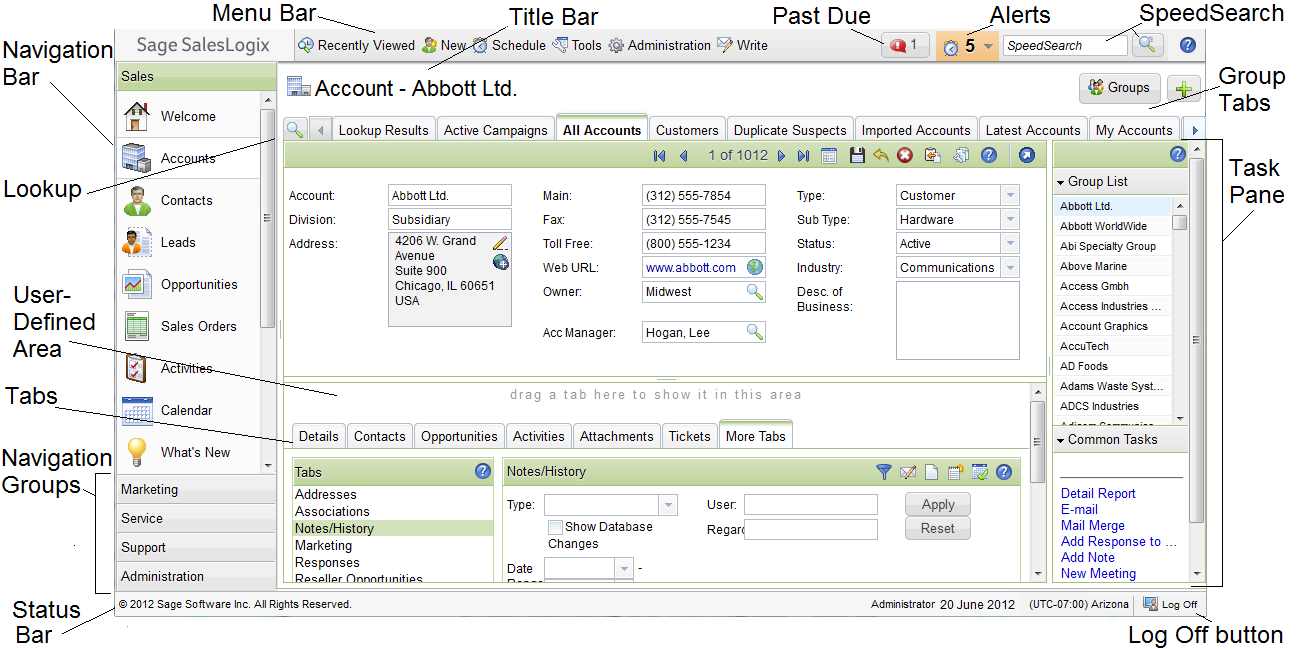 Menu Bar
Title Bar
Past Due
Alerts
SpeedSearch
Navigation
Bar
Sage SalesLogix
Recently Viewed New Schedule Tools Administration Write
1
5
SpeedSearch
Sales
Account - Abbott Ltd.
Groups
Group
Tabs
Welcome
Accounts
Contacts
Leads
Opportunities
Sales Orders
Activities
Calendar
What's New
Marketing
Service
Support
Administration
Lookup
User-
Defined
Area
Tabs
Navigation
Groups
Status
Bar
Lookup Results Active Campaigns All Accounts Customers Duplicate Suspects Imported Accounts Latest Accounts My Accounts
1 of 1012
Account: Abbott Ltd.
Division: Subsidiary
Address: 4206 W. Grand
Avenue
Suite 900
Chicago, IL 60651
USA
Main: (312) 555-7854
Fax: (312) 555-7545
Toll Free: (800) 555-1234
Web URL: www.abbott.com
Owner: Midwest
Acc Manager: Hogan, Lee
Type: Customer
Sub Type: Hardware
Status: Active
Industry: Communications
Desc. of
Business:
Task
Pane
Group List
Abbott Ltd.
Abbott WorldWide
Abi Specialty Group
Above Marine
Access Gmbh
Access Industries ...
Account Graphics
AccuTech
AD Foods
Adams Waste Syst...
ADCS Industries
Common Tasks
Detail Report
E-mail
Mail Merge
Add Response to ...
Add Note
New Meeting
drag a tab here to show it in this area
Details Contacts Opportunities Activities Attachments Tickets More Tabs
Tabs
Addresses
Associations
Notes/History
Marketing
Responses
Reseller Opportunities
Notes/History
Type:
Show Database
Changes
Date
User:
Regard
Apply
Reset
-
© 2012 Sage Software Inc. All Rights Reserved.
Administrator 20 June 2012 (UTC-07:00) Arizona Log Off
Log Off button